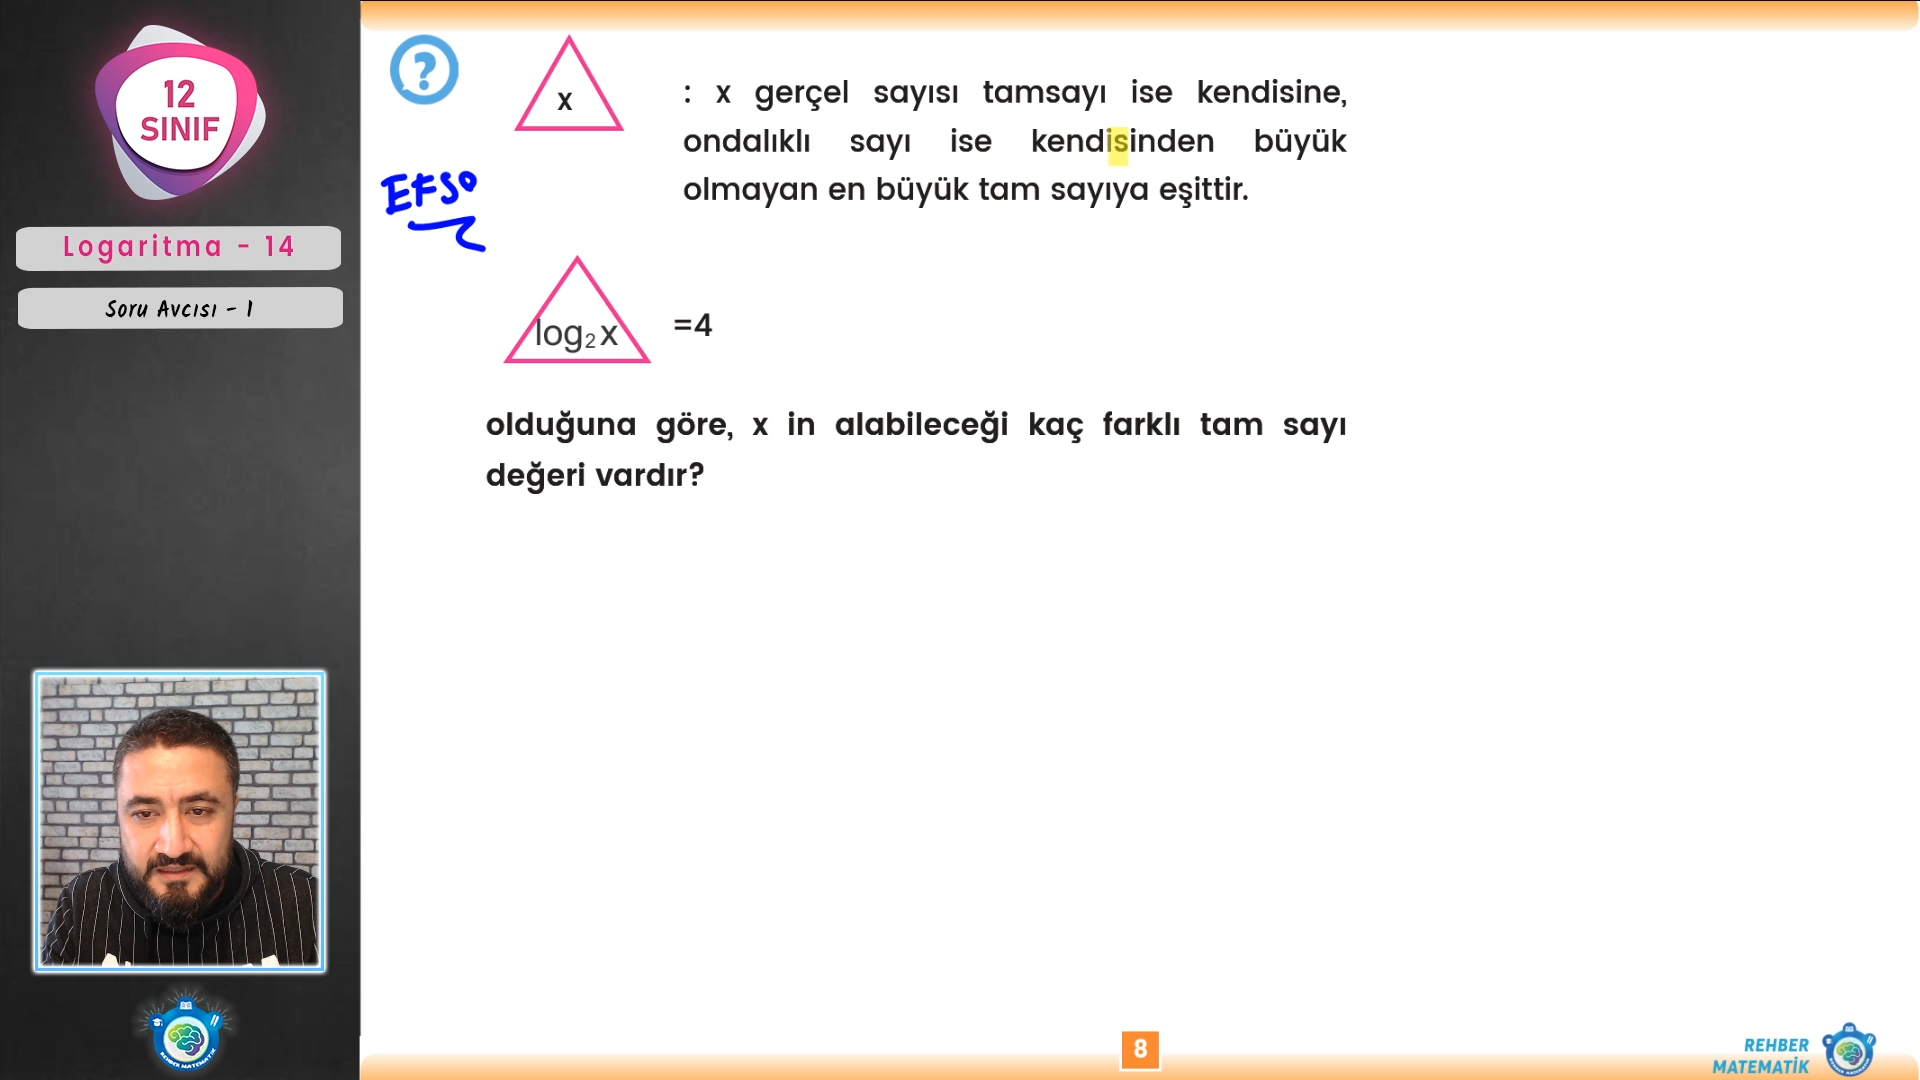 12
SINIF
Logaritma - 14
Soru Avcısı - 1
?
x
: x gerçel sayısı tamsayı ise kendisine,
ondalıklı sayı ise kendisinden büyük
olmayan en büyük tam sayıya eşittir.
EFSO
log₂x
=4
olduğuna göre, x in alabileceği kaç farklı tam sayı
değeri vardır?
REHBER MATEMATİK
8
REHBER
MATEMATİK